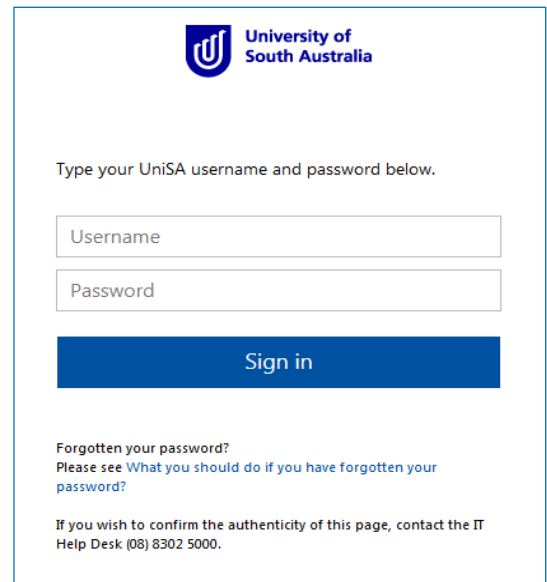 University of
South Australia
Type your UniSA username and password below.
Username
Password
Sign in
Forgotten your password?
Please see What you should do if you have forgotten your
password?
If you wish to confirm the authenticity of this page, contact the IT
Help Desk (08) 8302 5000.